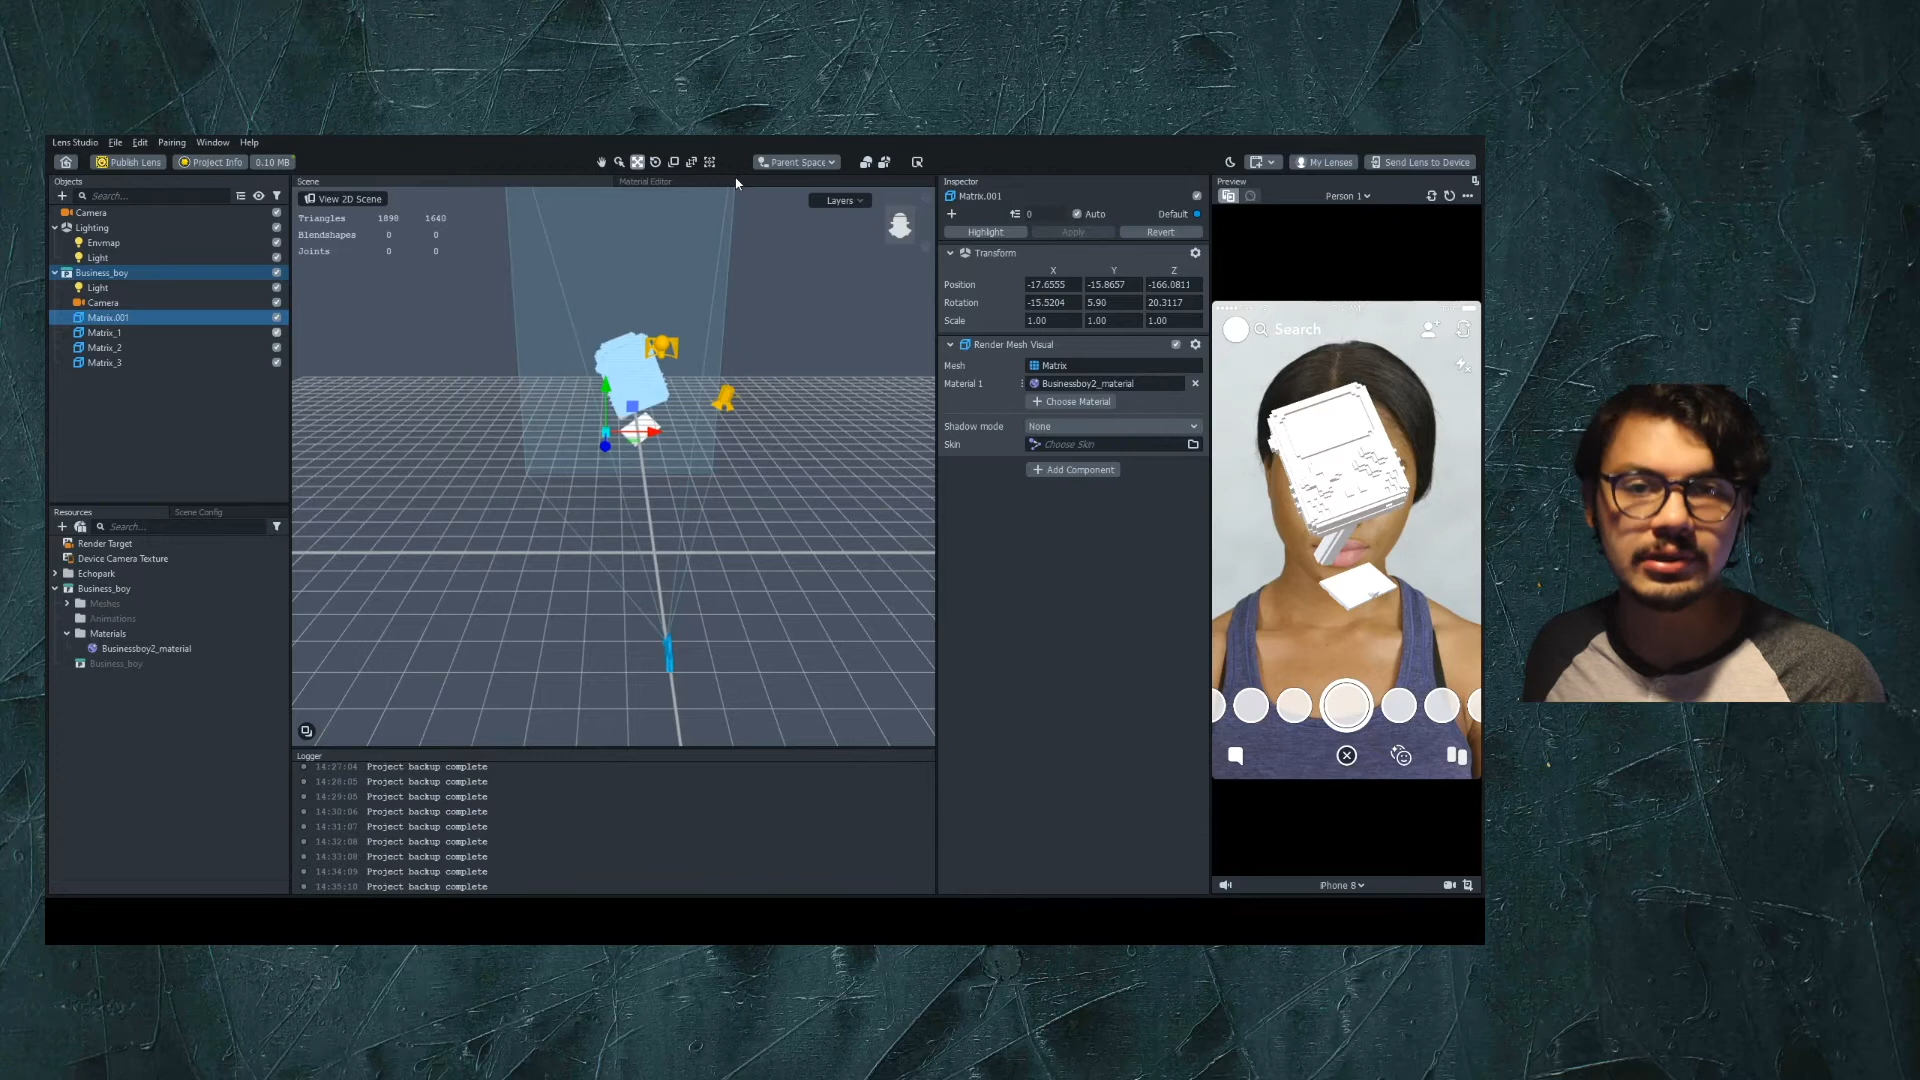 Lens Studio File Edit Pairing Window Help
Publish Lens Project Info 0.10 MB Parent Space My Lenses Send Lens to Device
Objects
Search...
Camera
Lighting
Envmap
Light
Business_boy
Light
Camera
Matrix.001
Matrix_1
Matrix_2
Matrix_3
Resources Scene Config
Search...
Render Target
Device Camera Texture
Echopark
Business_boy
Meshes
Animations
Materials
Businessboy2_material
Business_boy
Scene Material Editor
View 2D Scene Layers
Triangles 1898 1640
Blendshapes 0 0
Joints 0 0
Logger
14:27:04 Project backup complete
14:28:05 Project backup complete
14:29:05 Project backup complete
14:30:06 Project backup complete
14:31:07 Project backup complete
14:32:08 Project backup complete
14:33:08 Project backup complete
14:34:09 Project backup complete
14:35:10 Project backup complete
Inspector
Matrix.001
0 Auto Default
Highlight Apply Revert
Transform
X Y Z
Position -17.6555 -15.8657 -166.0811
Rotation -15.5204 5.90 20.3117
Scale 1.00 1.00 1.00
Render Mesh Visual
Mesh Matrix
Material 1 Businessboy2_material
+ Choose Material
Shadow mode None
Skin Choose Skin
+ Add Component
Preview
Person 1
Search
iPhone 8